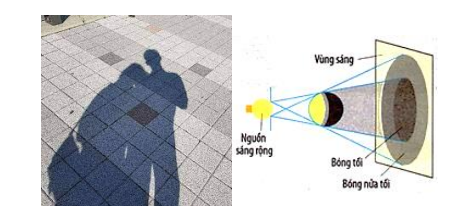 Vùng sáng
Nguồn
sáng rộng
Bóng tối
Bóng nửa tối